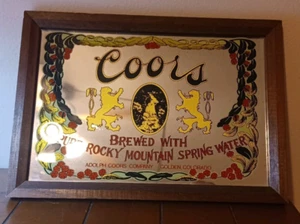 Coors
BREWED WITH
PURE ROCKY MOUNTAIN SPRING WATER
ADOLPH COORS COMPANY GOLDEN, COLORADO